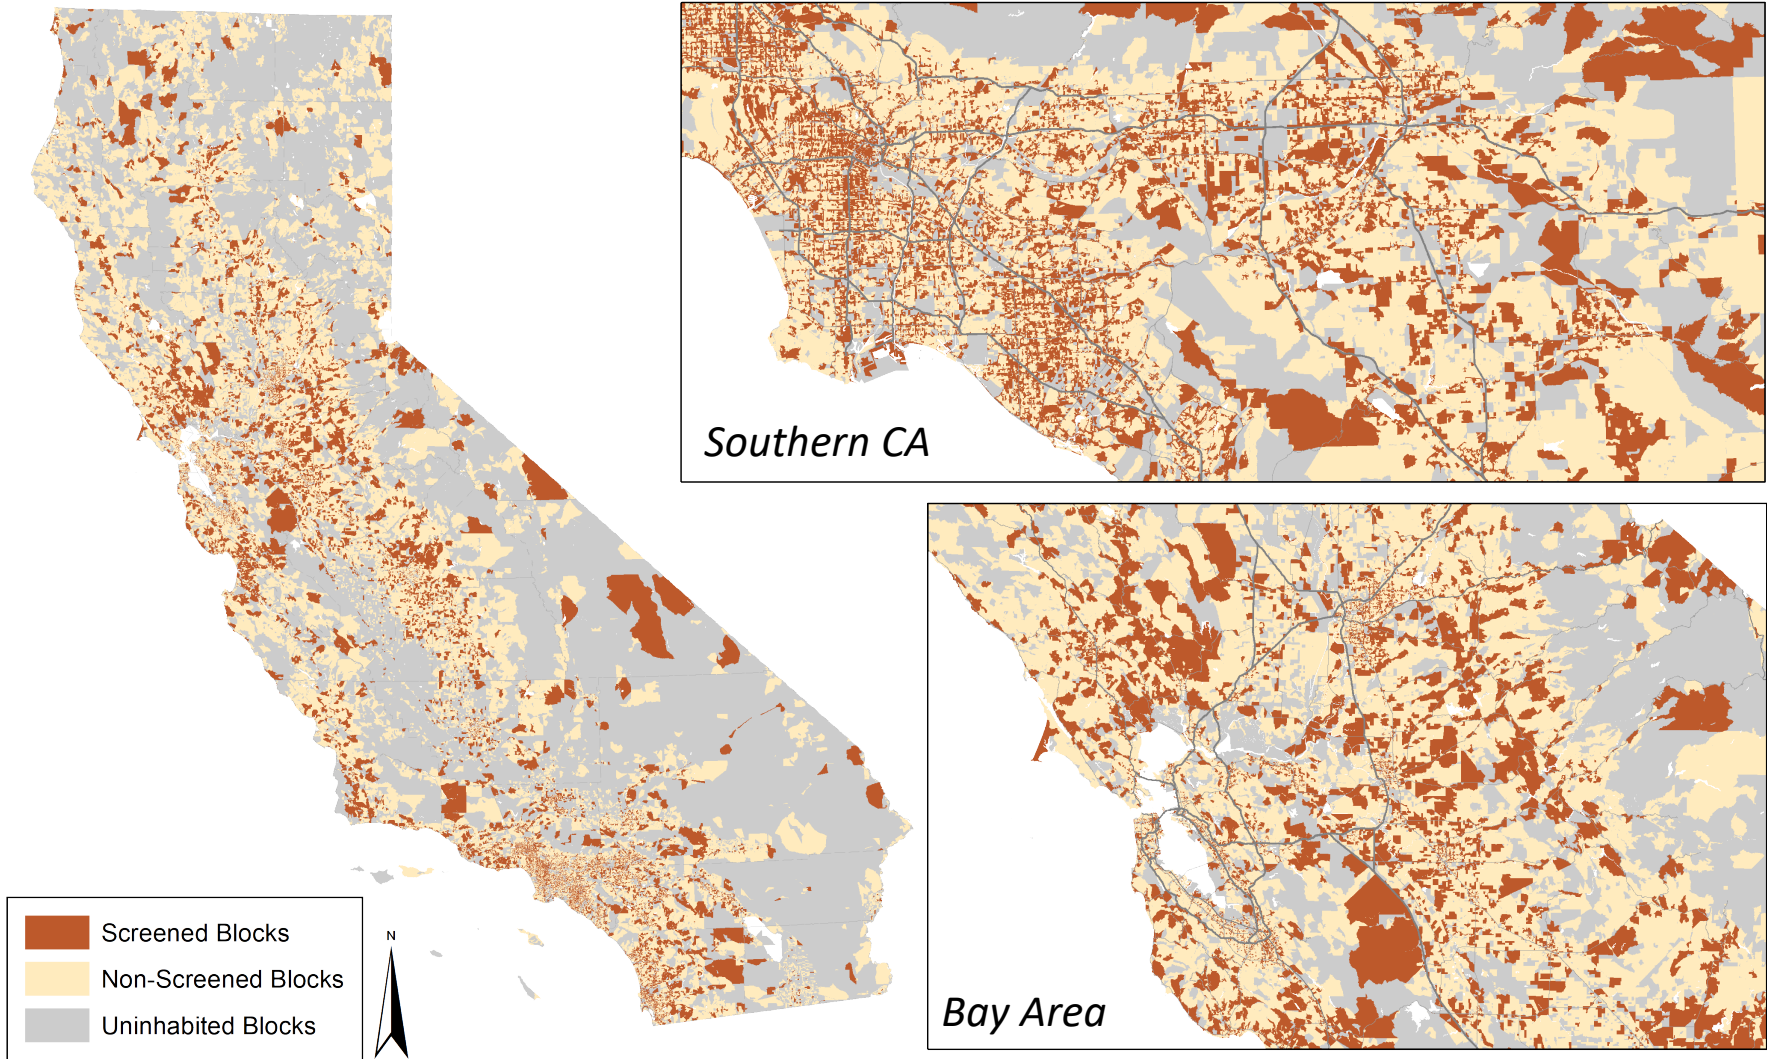 Southern CA
Bay Area
Screened Blocks
Non-Screened Blocks
Uninhabited Blocks
N